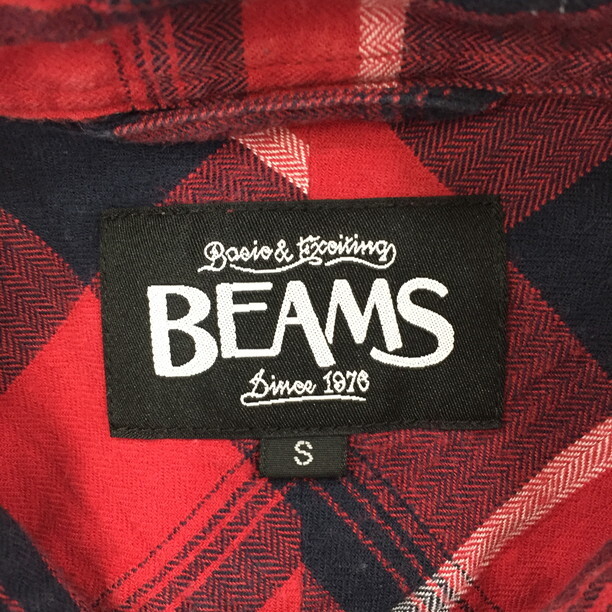 Basic & Exciting
BEAMS
Since 1976
S